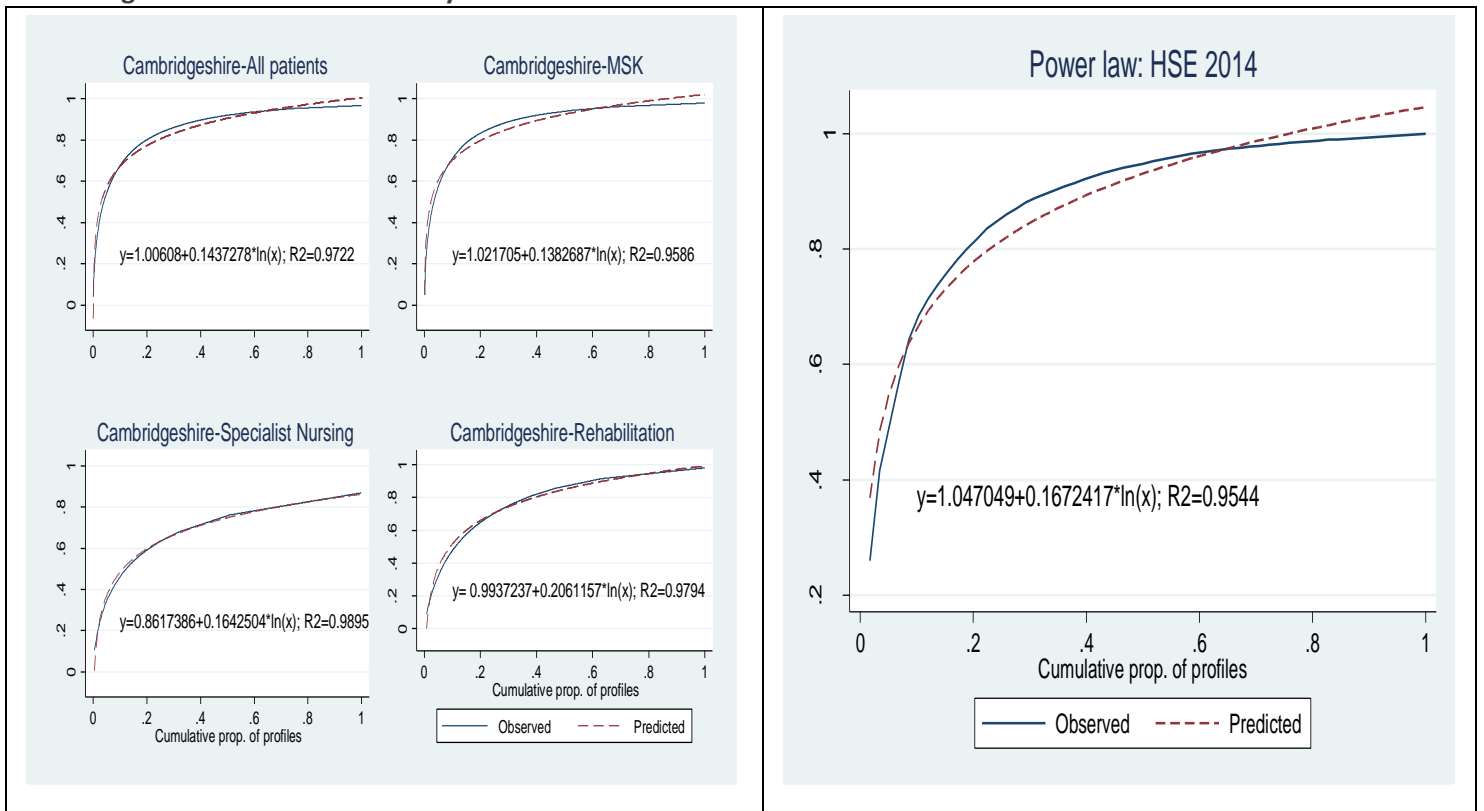 Cambridgeshire-All patients
1
.8
.6
.4
.2
0
y=1.00608+0.1437278*ln(x); R2=0.9722
0 .2 .4 .6 .8 1
Cambridgeshire-MSK
1
.8
.6
.4
.2
0
y=1.021705+0.1382687*ln(x); R2=0.9586
0 .2 .4 .6 .8 1
Cambridgeshire-Specialist Nursing
1
.8
.6
.4
.2
0
y=0.8617386+0.1642504*ln(x); R2=0.9895
0 .2 .4 .6 .8 1
Cumulative prop. of profiles
Cambridgeshire-Rehabilitation
1
.8
.6
.4
.2
0
y= 0.9937237+0.2061157*ln(x); R2=0.9794
0 .2 .4 .6 .8 1
Cumulative prop. of profiles
Observed Predicted
Power law: HSE 2014
1
.8
.6
.4
.2
y=1.047049+0.1672417*ln(x); R2=0.9544
0 .2 .4 .6 .8 1
Cumulative prop. of profiles
Observed Predicted